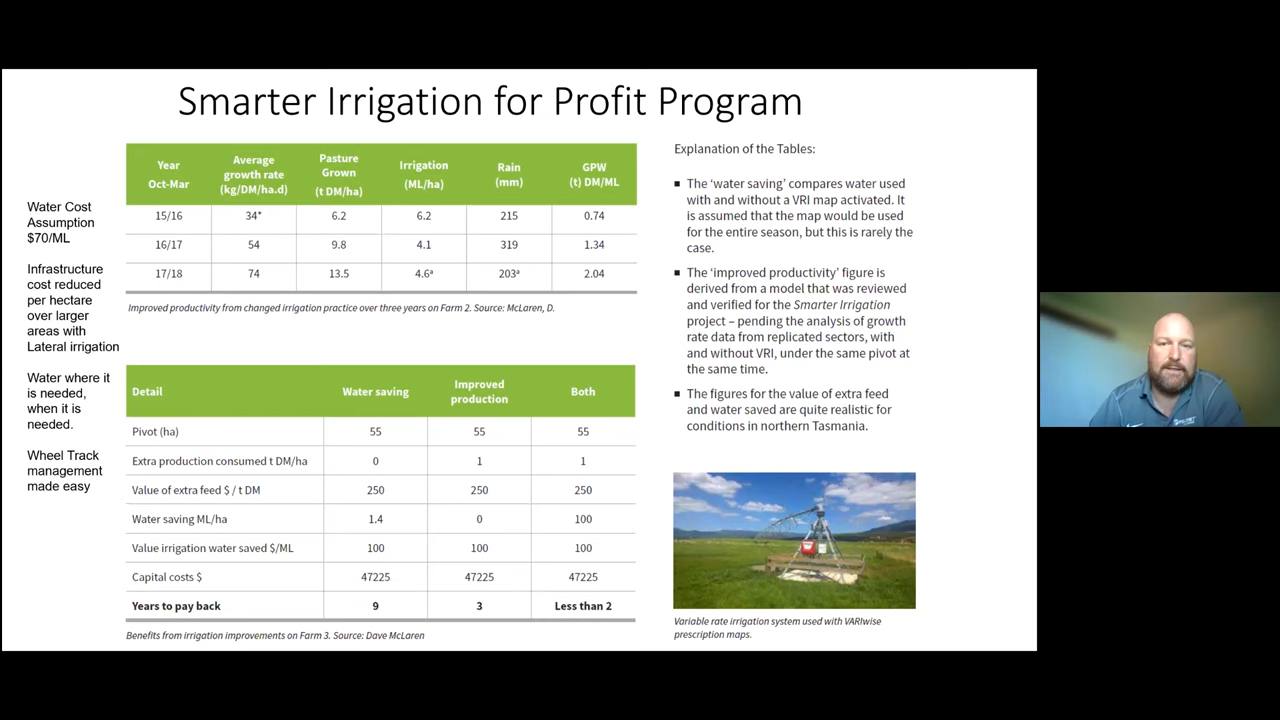 Smarter Irrigation for Profit Program
Water Cost
Assumption
$70/ML
Infrastructure
cost reduced
per hectare
over larger
areas with
Lateral irrigation
Water where it
is needed,
when it is
needed.
Wheel Track
management
made easy
Year Oct-Mar Average growth rate (kg/DM/ha.d) Pasture Grown (t DM/ha) Irrigation (ML/ha) Rain (mm) GPW (t) DM/ML
15/16 34* 6.2 6.2 215 0.74
16/17 54 9.8 4.1 319 1.34
17/18 74 13.5 4.6ª 203ª 2.04
Improved productivity from changed irrigation practice over three years on Farm 2. Source: McLaren, D.
Detail Water saving Improved production Both
Pivot (ha) 55 55 55
Extra production consumed t DM/ha 0 1 1
Value of extra feed $ / t DM 250 250 250
Water saving ML/ha 1.4 0 100
Value irrigation water saved $/ML 100 100 100
Capital costs $ 47225 47225 47225
Years to pay back 9 3 Less than 2
Benefits from irrigation improvements on Farm 3. Source: Dave McLaren
Explanation of the Tables:
▪ The ‘water saving’ compares water used
with and without a VRI map activated. It
is assumed that the map would be used
for the entire season, but this is rarely the
case.
▪ The ‘improved productivity’ figure is
derived from a model that was reviewed
and verified for the Smarter Irrigation
project – pending the analysis of growth
rate data from replicated sectors, with
and without VRI, under the same pivot at
the same time.
▪ The figures for the value of extra feed
and water saved are quite realistic for
conditions in northern Tasmania.
Variable rate irrigation system used with VARIwise
prescription maps.